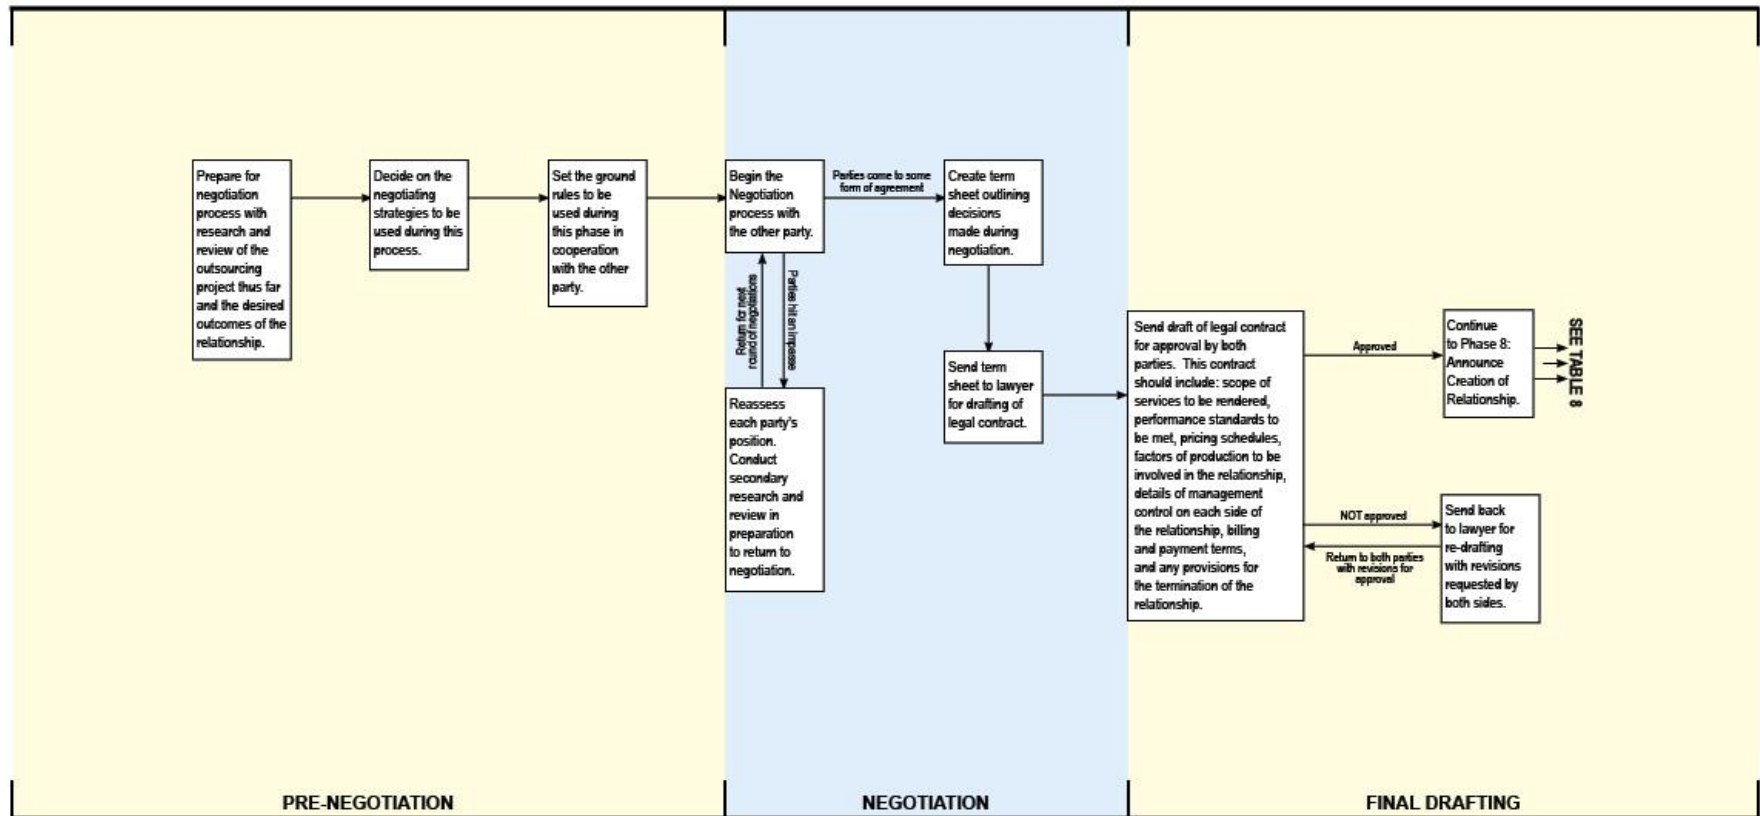 Prepare for
negotiation
process with
research and
review of the
outsourcing
project thus far
and the desired
outcomes of the
relationship.
Decide on the
negotiating
strategies to be
used during this
process.
Set the ground
rules to be
used during
this phase in
cooperation
with the other
party.
Begin the
Negotiation
process with
the other party.
Parties come to some
form of agreement
Create term
sheet outlining
decisions
made during
negotiation.
Return for next
round of negotiations
Parties hit an impasse
Reassess
each party's
position.
Conduct
secondary
research and
review in
preparation
to return to
negotiation.
Send term
sheet to lawyer
for drafting of
legal contract.
Send draft of legal contract
for approval by both
parties. This contract
should include: scope of
services to be rendered,
performance standards to
be met, pricing schedules,
factors of production to be
involved in the relationship,
details of management
control on each side of
the relationship, billing
and payment terms,
and any provisions for
the termination of the
relationship.
Approved
Continue
to Phase 8:
Announce
Creation of
Relationship.
SEE TABLE 8
NOT approved
Return to both parties
with revisions for
approval
Send back
to lawyer for
re-drafting
with revisions
requested by
both sides.
PRE-NEGOTIATION
NEGOTIATION
FINAL DRAFTING